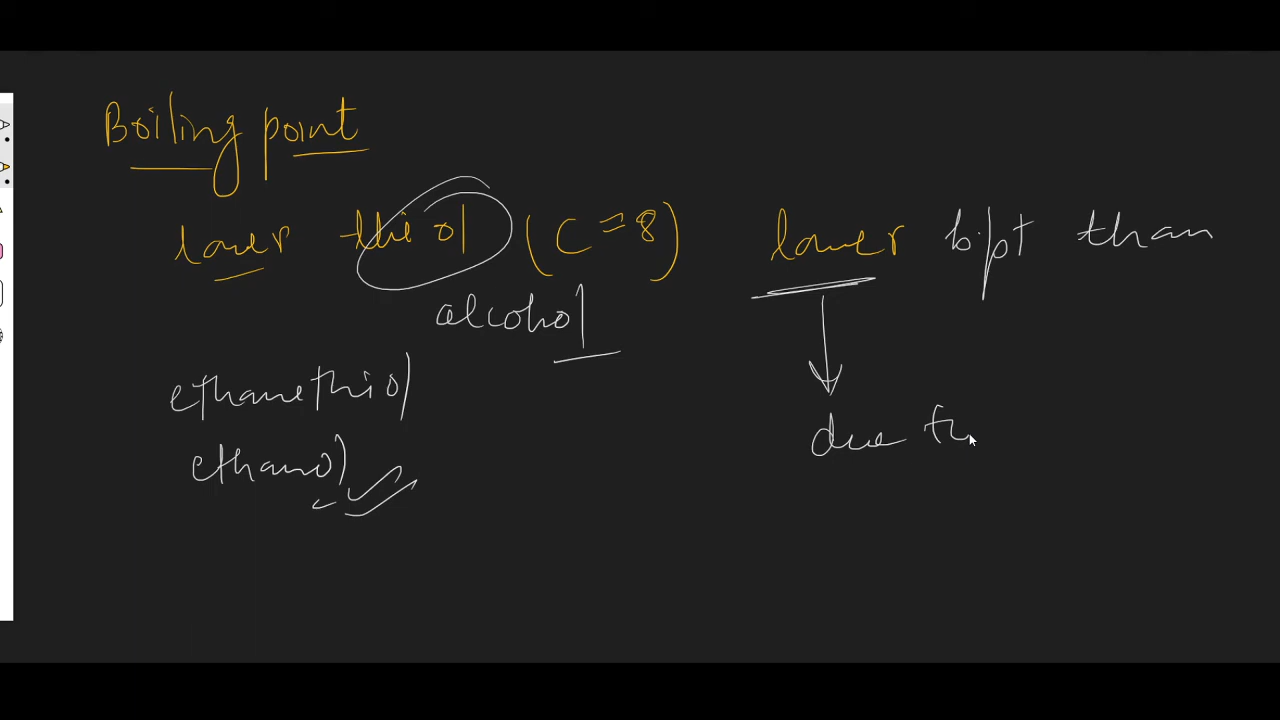 Boiling point
lower thiol (C=8) lower b/pt than
alcohol
ethanethiol
ethanol
due to